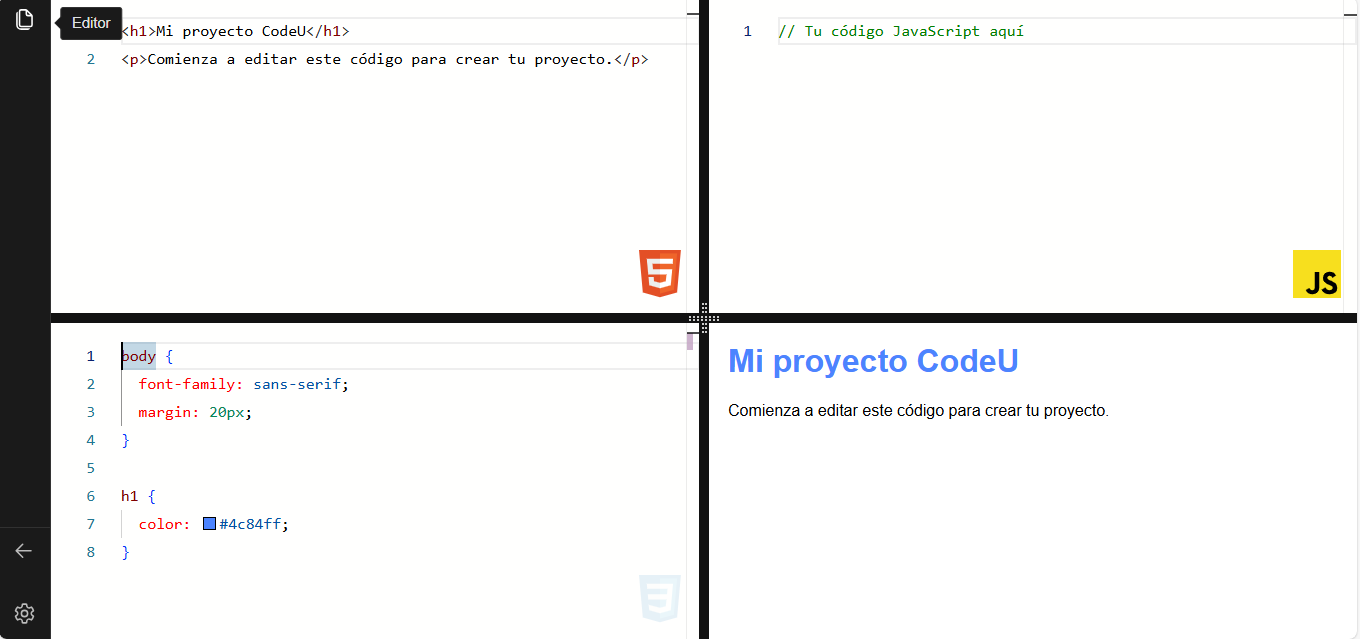 Editor
<h1>Mi proyecto CodeU</h1>
2 <p>Comienza a editar este código para crear tu proyecto.</p>
1 // Tu código JavaScript aquí
5
JS
1 body {
2 font-family: sans-serif;
3 margin: 20px;
4 }
5
6 h1 {
7 color: #4c84ff;
8 }
3
Mi proyecto CodeU
Comienza a editar este código para crear tu proyecto.